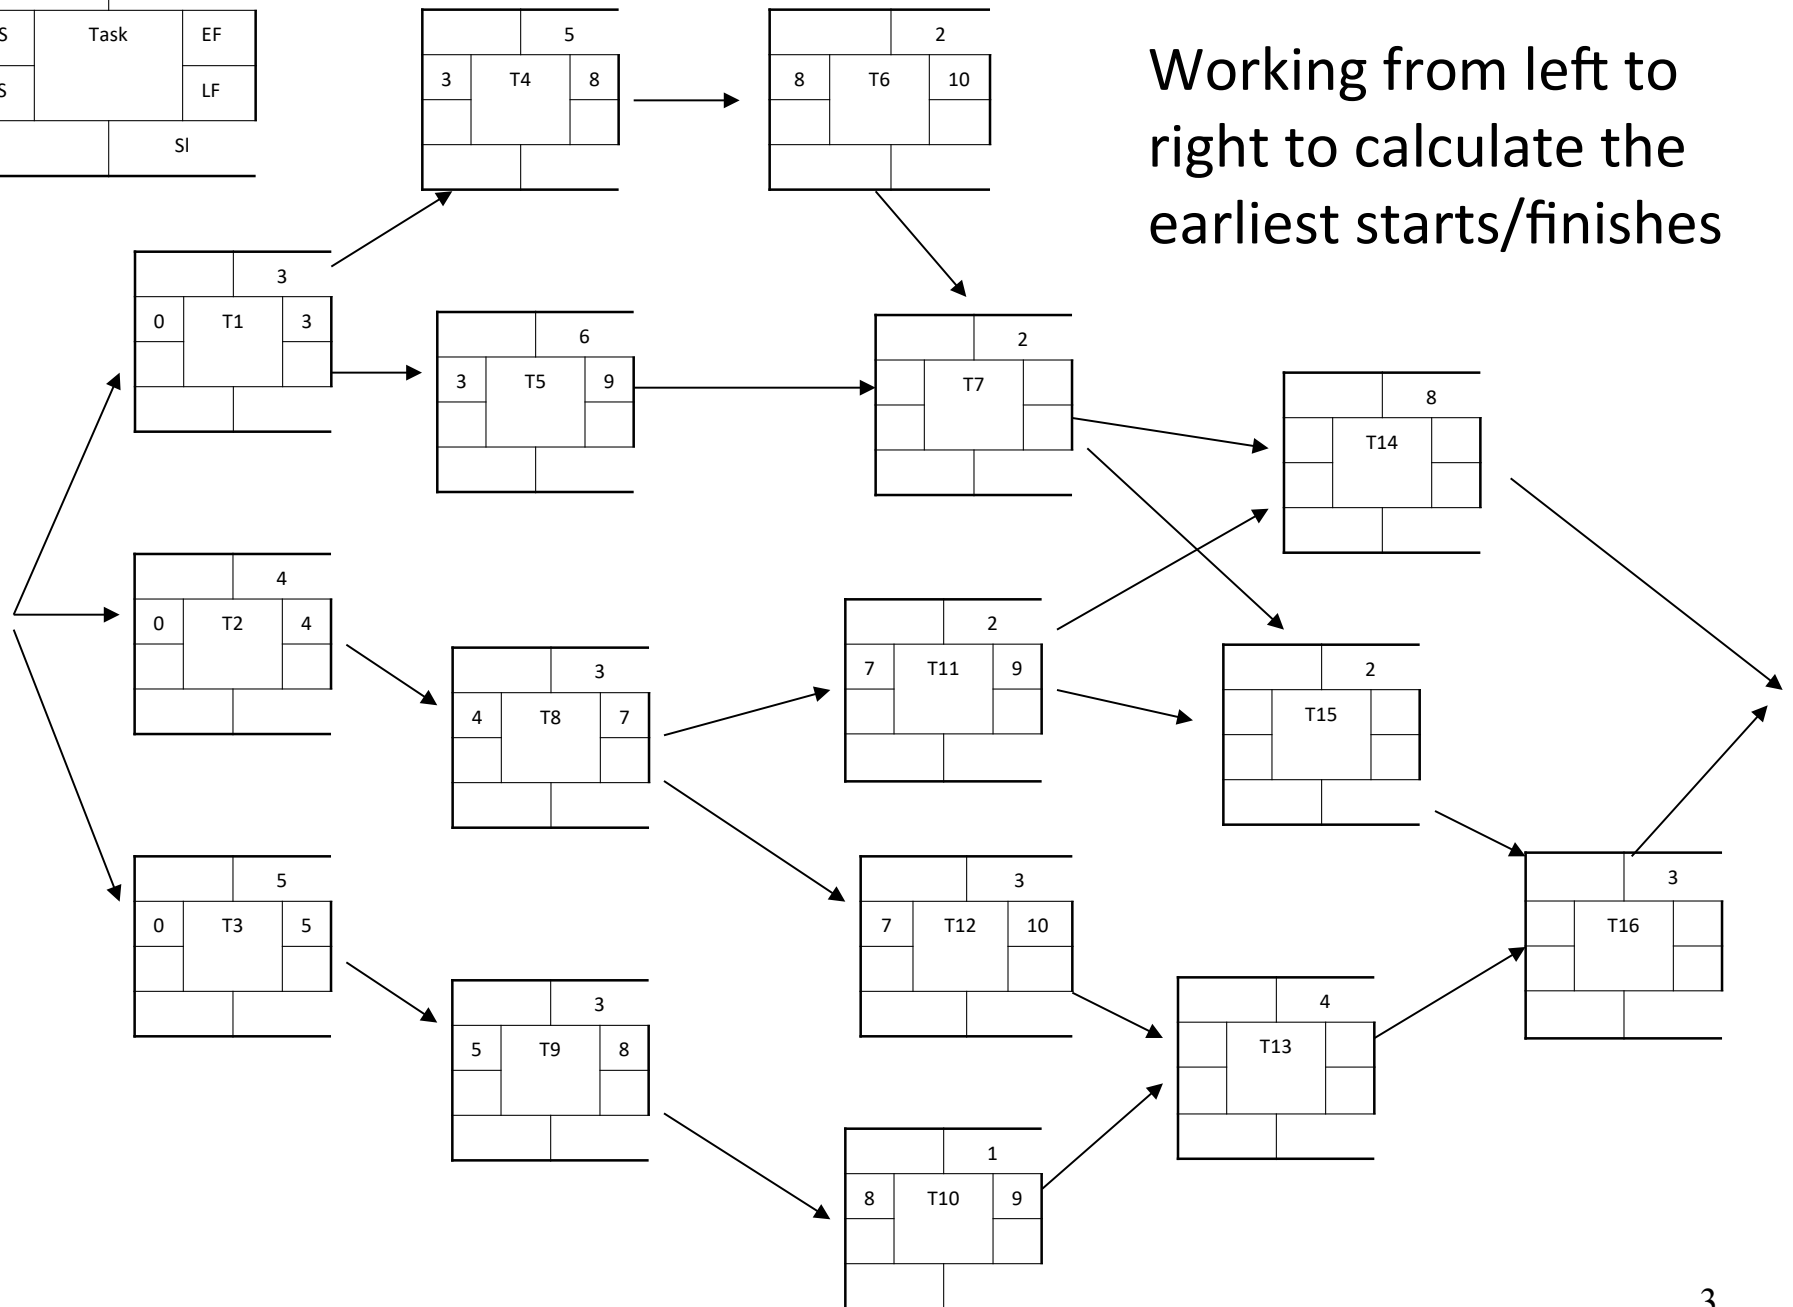 S Task EF
S LF
Sl
5
3 T4 8
2
8 T6 10
Working from left to
right to calculate the
earliest starts/finishes
3
0 T1 3
6
3 T5 9
2
T7
8
T14
4
0 T2 4
3
4 T8 7
2
7 T11 9
2
T15
5
0 T3 5
3
7 T12 10
3
T16
3
5 T9 8
4
T13
1
8 T10 9
3